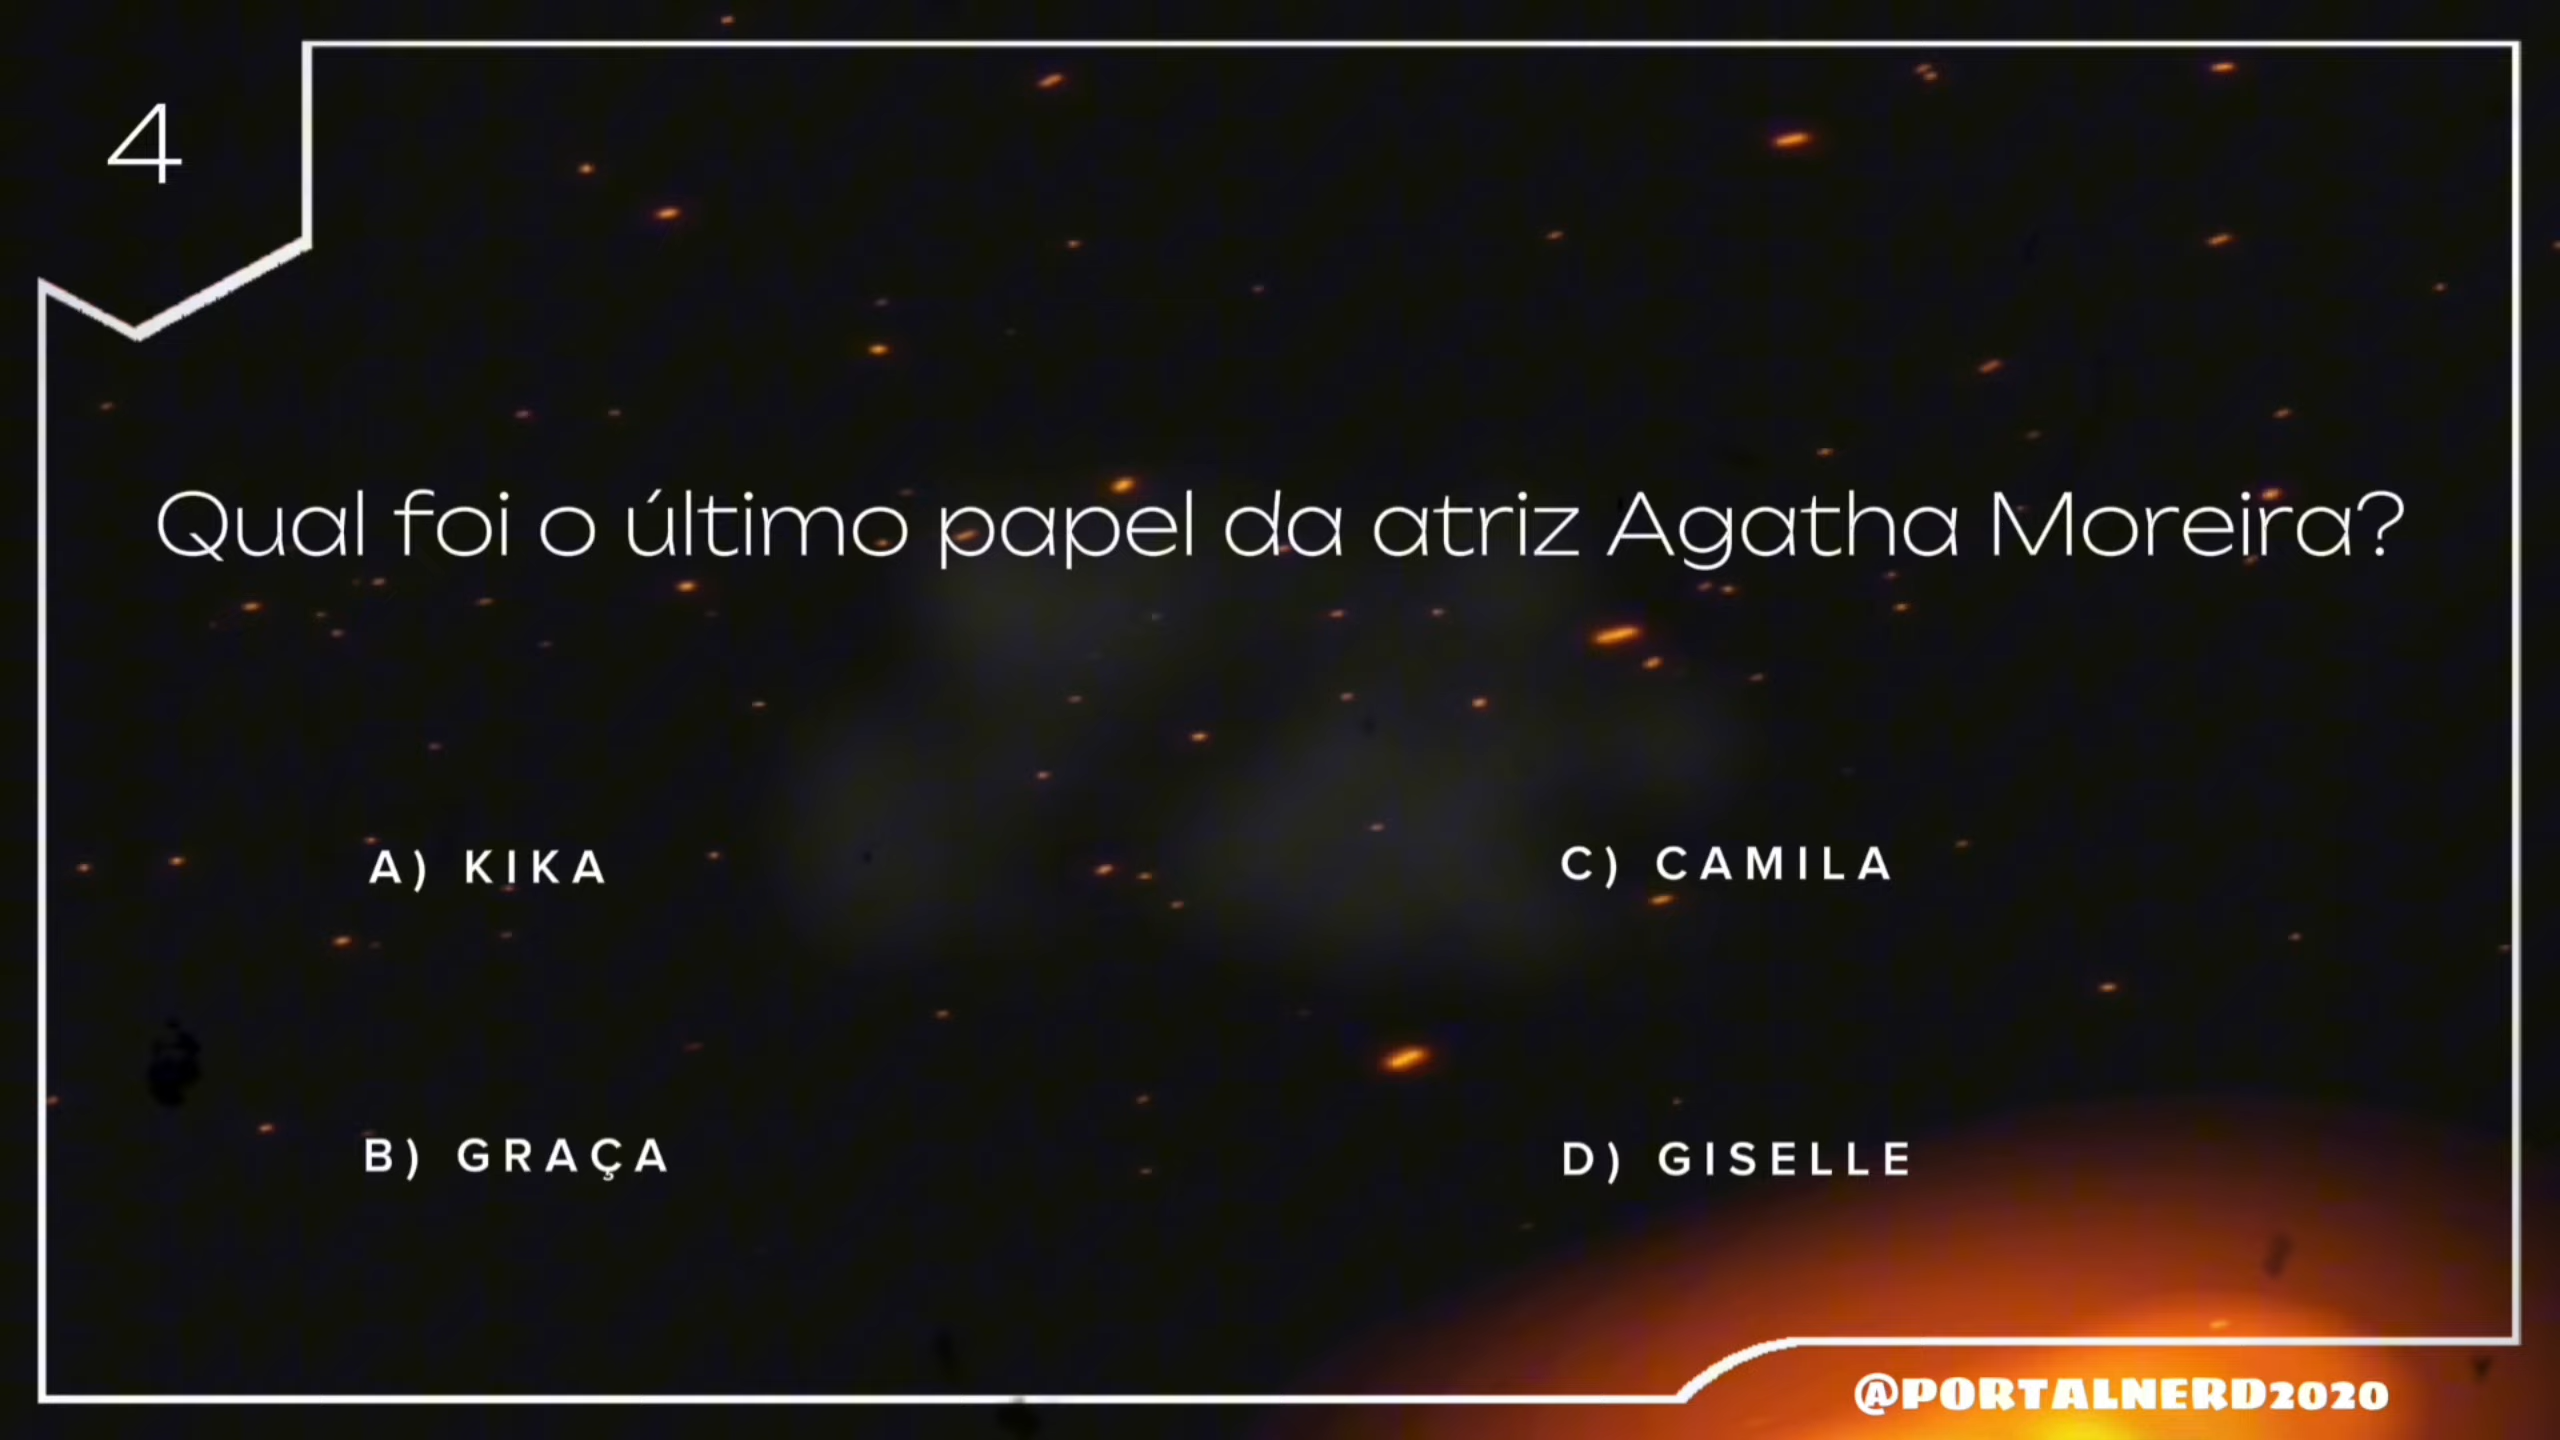 4
Qual foi o último papel da atriz Agatha Moreira?
A) KIKA
C) CAMILA
B) GRAÇA
D) GISELLE
@PORTALNERD2020